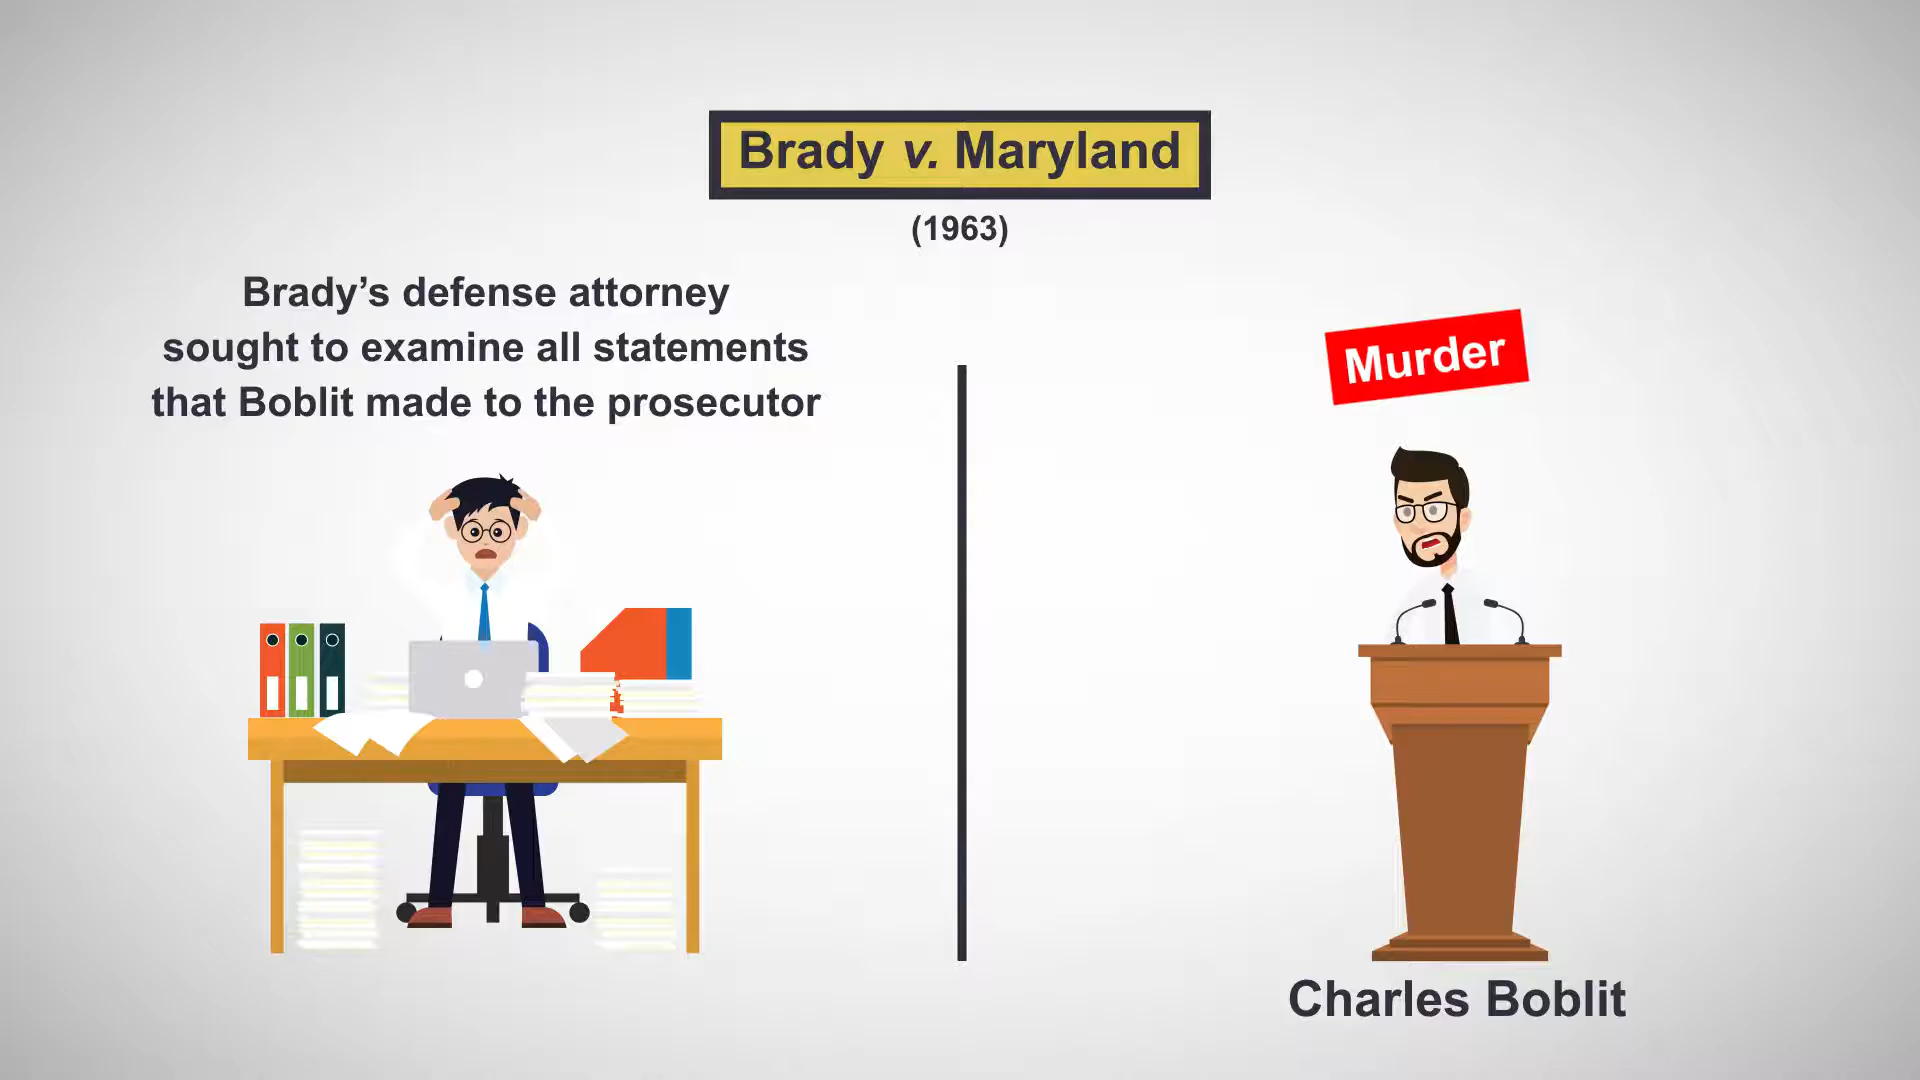 Brady v. Maryland
(1963)
Brady’s defense attorney
sought to examine all statements
that Boblit made to the prosecutor
Murder
Charles Boblit